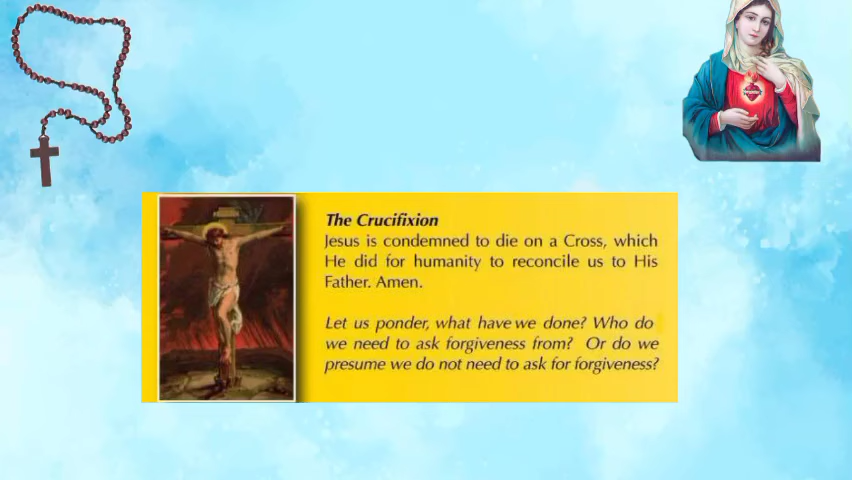 The Crucifixion
Jesus is condemned to die on a Cross, which
He did for humanity to reconcile us to His
Father. Amen.
Let us ponder, what have we done? Who do
we need to ask forgiveness from? Or do we
presume we do not need to ask for forgiveness?